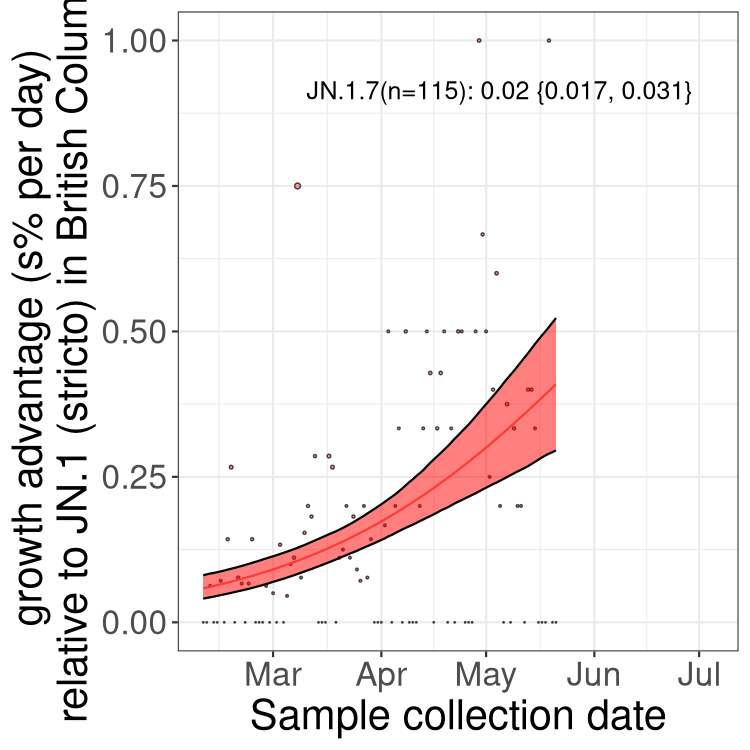 growth advantage (s% per day)
relative to JN.1 (stricto) in British Colum
1.00
0.75
0.50
0.25
0.00
JN.1.7(n=115): 0.02 {0.017, 0.031}
Mar Apr May Jun Jul
Sample collection date